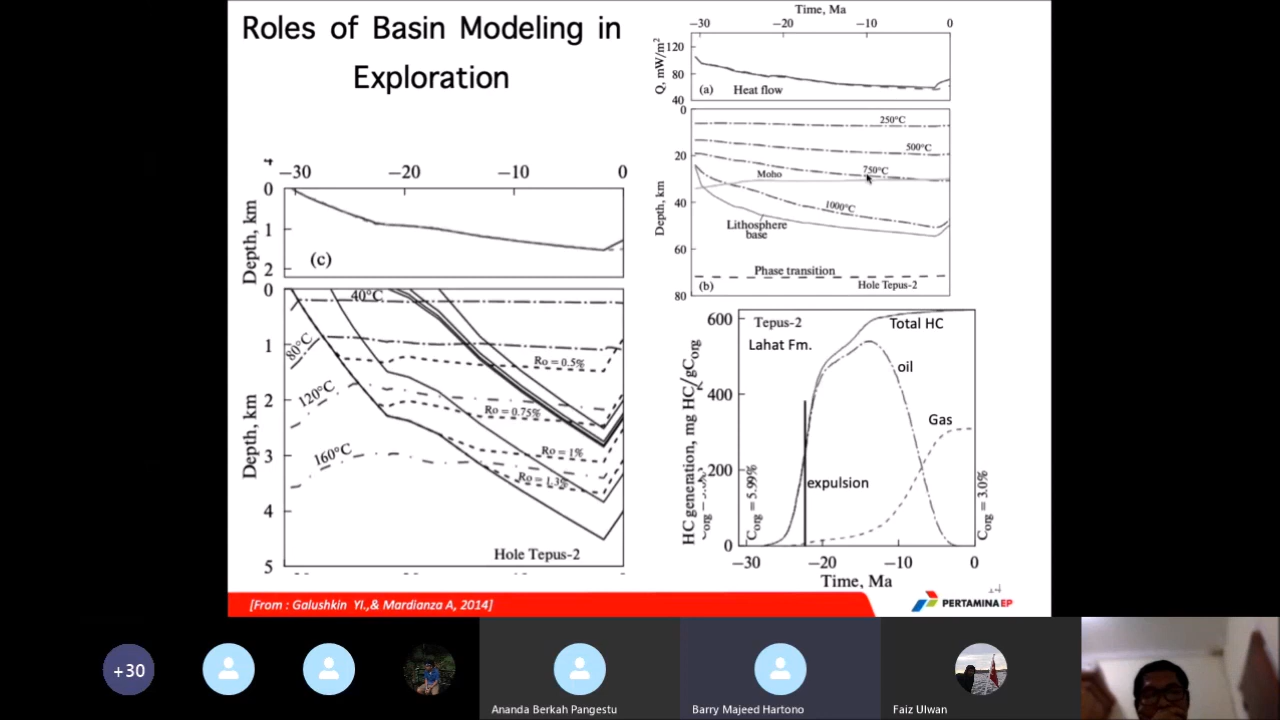 Roles of Basin Modeling in
Exploration
−30 −20 −10 0
0
1
2
Depth, km
(c)
0
1
2
3
4
5
Depth, km
40°C
80°C
120°C
160°C
Ro = 0.5%
Ro = 0.75%
Ro = 1%
Ro = 1.3%
Hole Tepus-2
Time, Ma
−30 −20 −10 0
120
80
40
Q, mW/m²
(a) Heat flow
0
20
40
60
80
Depth, km
250°C
500°C
750°C
Moho
1000°C
Lithosphere
base
Phase transition
(b) Hole Tepus-2
600
400
200
0
HC generation, mg HC/gCorg
Tepus-2
Lahat Fm.
Total HC
oil
Gas
expulsion
Corg = 5.99%
Corg = 3.0%
−30 −20 −10 0
Time, Ma
[From : Galushkin YI.,& Mardianza A, 2014]
PERTAMINA EP
+30
Ananda Berkah Pangestu
Barry Majeed Hartono
Faiz Ulwan